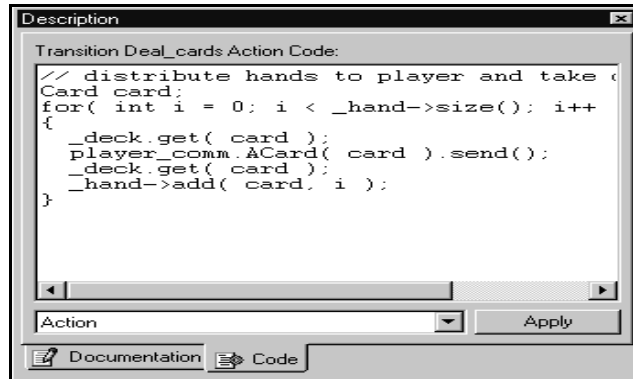 Description
Transition Deal_cards Action Code:
// distribute hands to player and take
Card card;
for( int i = 0; i < _hand->size(); i++
{
_deck.get( card );
player_comm.ACard( card ).send();
_deck.get( card );
_hand->add( card, i );
}
Action
Apply
Documentation
Code